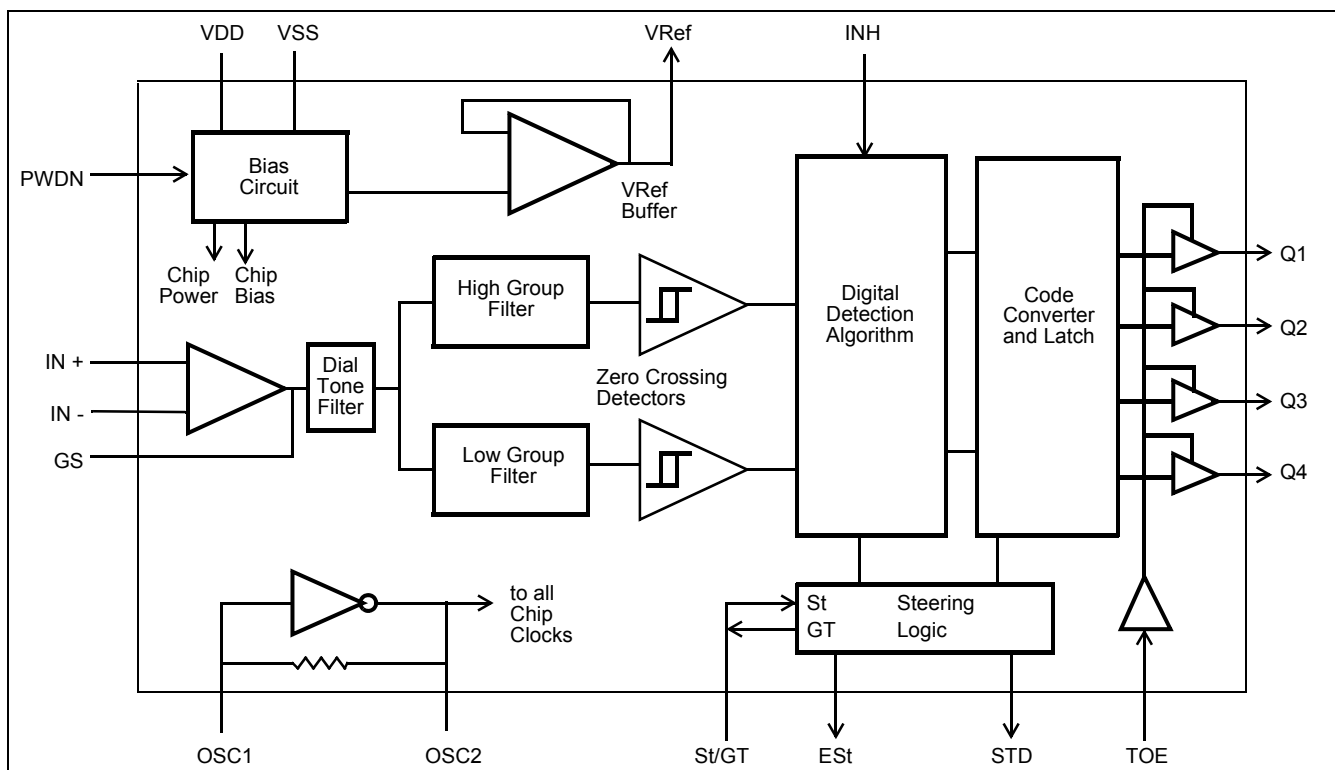 VDD
VSS
VRef
INH
PWDN
Bias
Circuit
VRef
Buffer
Chip
Power
Chip
Bias
High Group
Filter
Digital
Detection
Algorithm
Code
Converter
and Latch
Q1
Q2
Q3
Q4
IN +
IN -
GS
Dial
Tone
Filter
Zero Crossing
Detectors
Low Group
Filter
to all
Chip
Clocks
St
Steering
GT
Logic
OSC1
OSC2
St/GT
ESt
STD
TOE